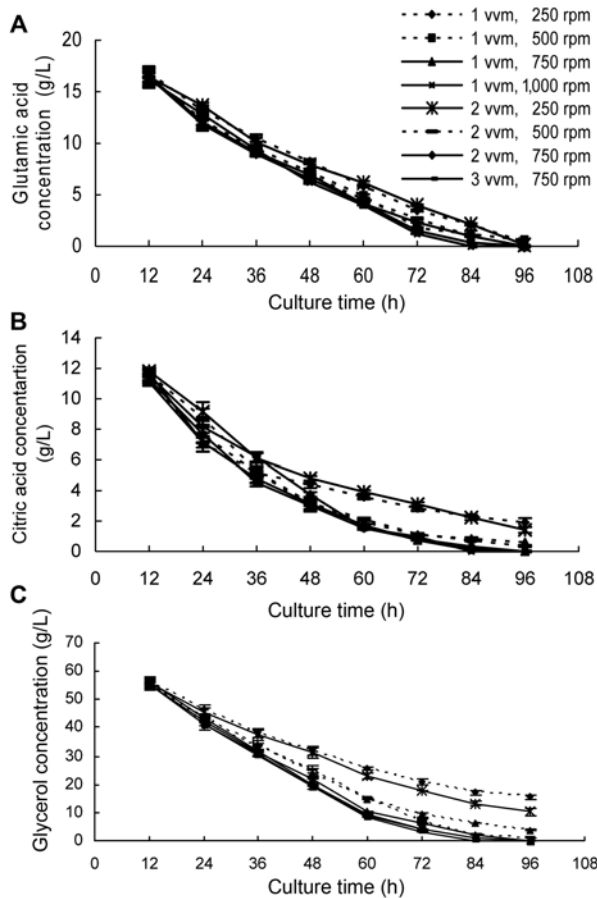 A
Glutamic acid
concentration (g/L)
20
15
10
5
0
1 vvm, 250 rpm
1 vvm, 500 rpm
1 vvm, 750 rpm
1 vvm, 1,000 rpm
2 vvm, 250 rpm
2 vvm, 500 rpm
2 vvm, 750 rpm
3 vvm, 750 rpm
0 12 24 36 48 60 72 84 96 108
Culture time (h)
B
Citric acid concentartion
(g/L)
14
12
10
8
6
4
2
0
0 12 24 36 48 60 72 84 96 108
Culture time (h)
C
Glycerol concentration (g/L)
70
60
50
40
30
20
10
0
0 12 24 36 48 60 72 84 96 108
Culture time (h)